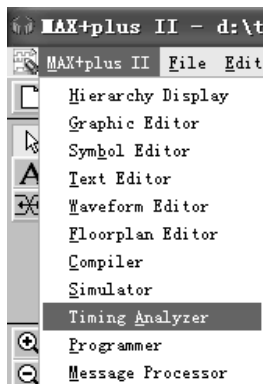 MAX+plus II - d:\t
MAX+plus II File Edit
Hierarchy Display
Graphic Editor
Symbol Editor
A Text Editor
Waveform Editor
Floorplan Editor
Compiler
Simulator
Timing Analyzer
Programmer
Message Processor